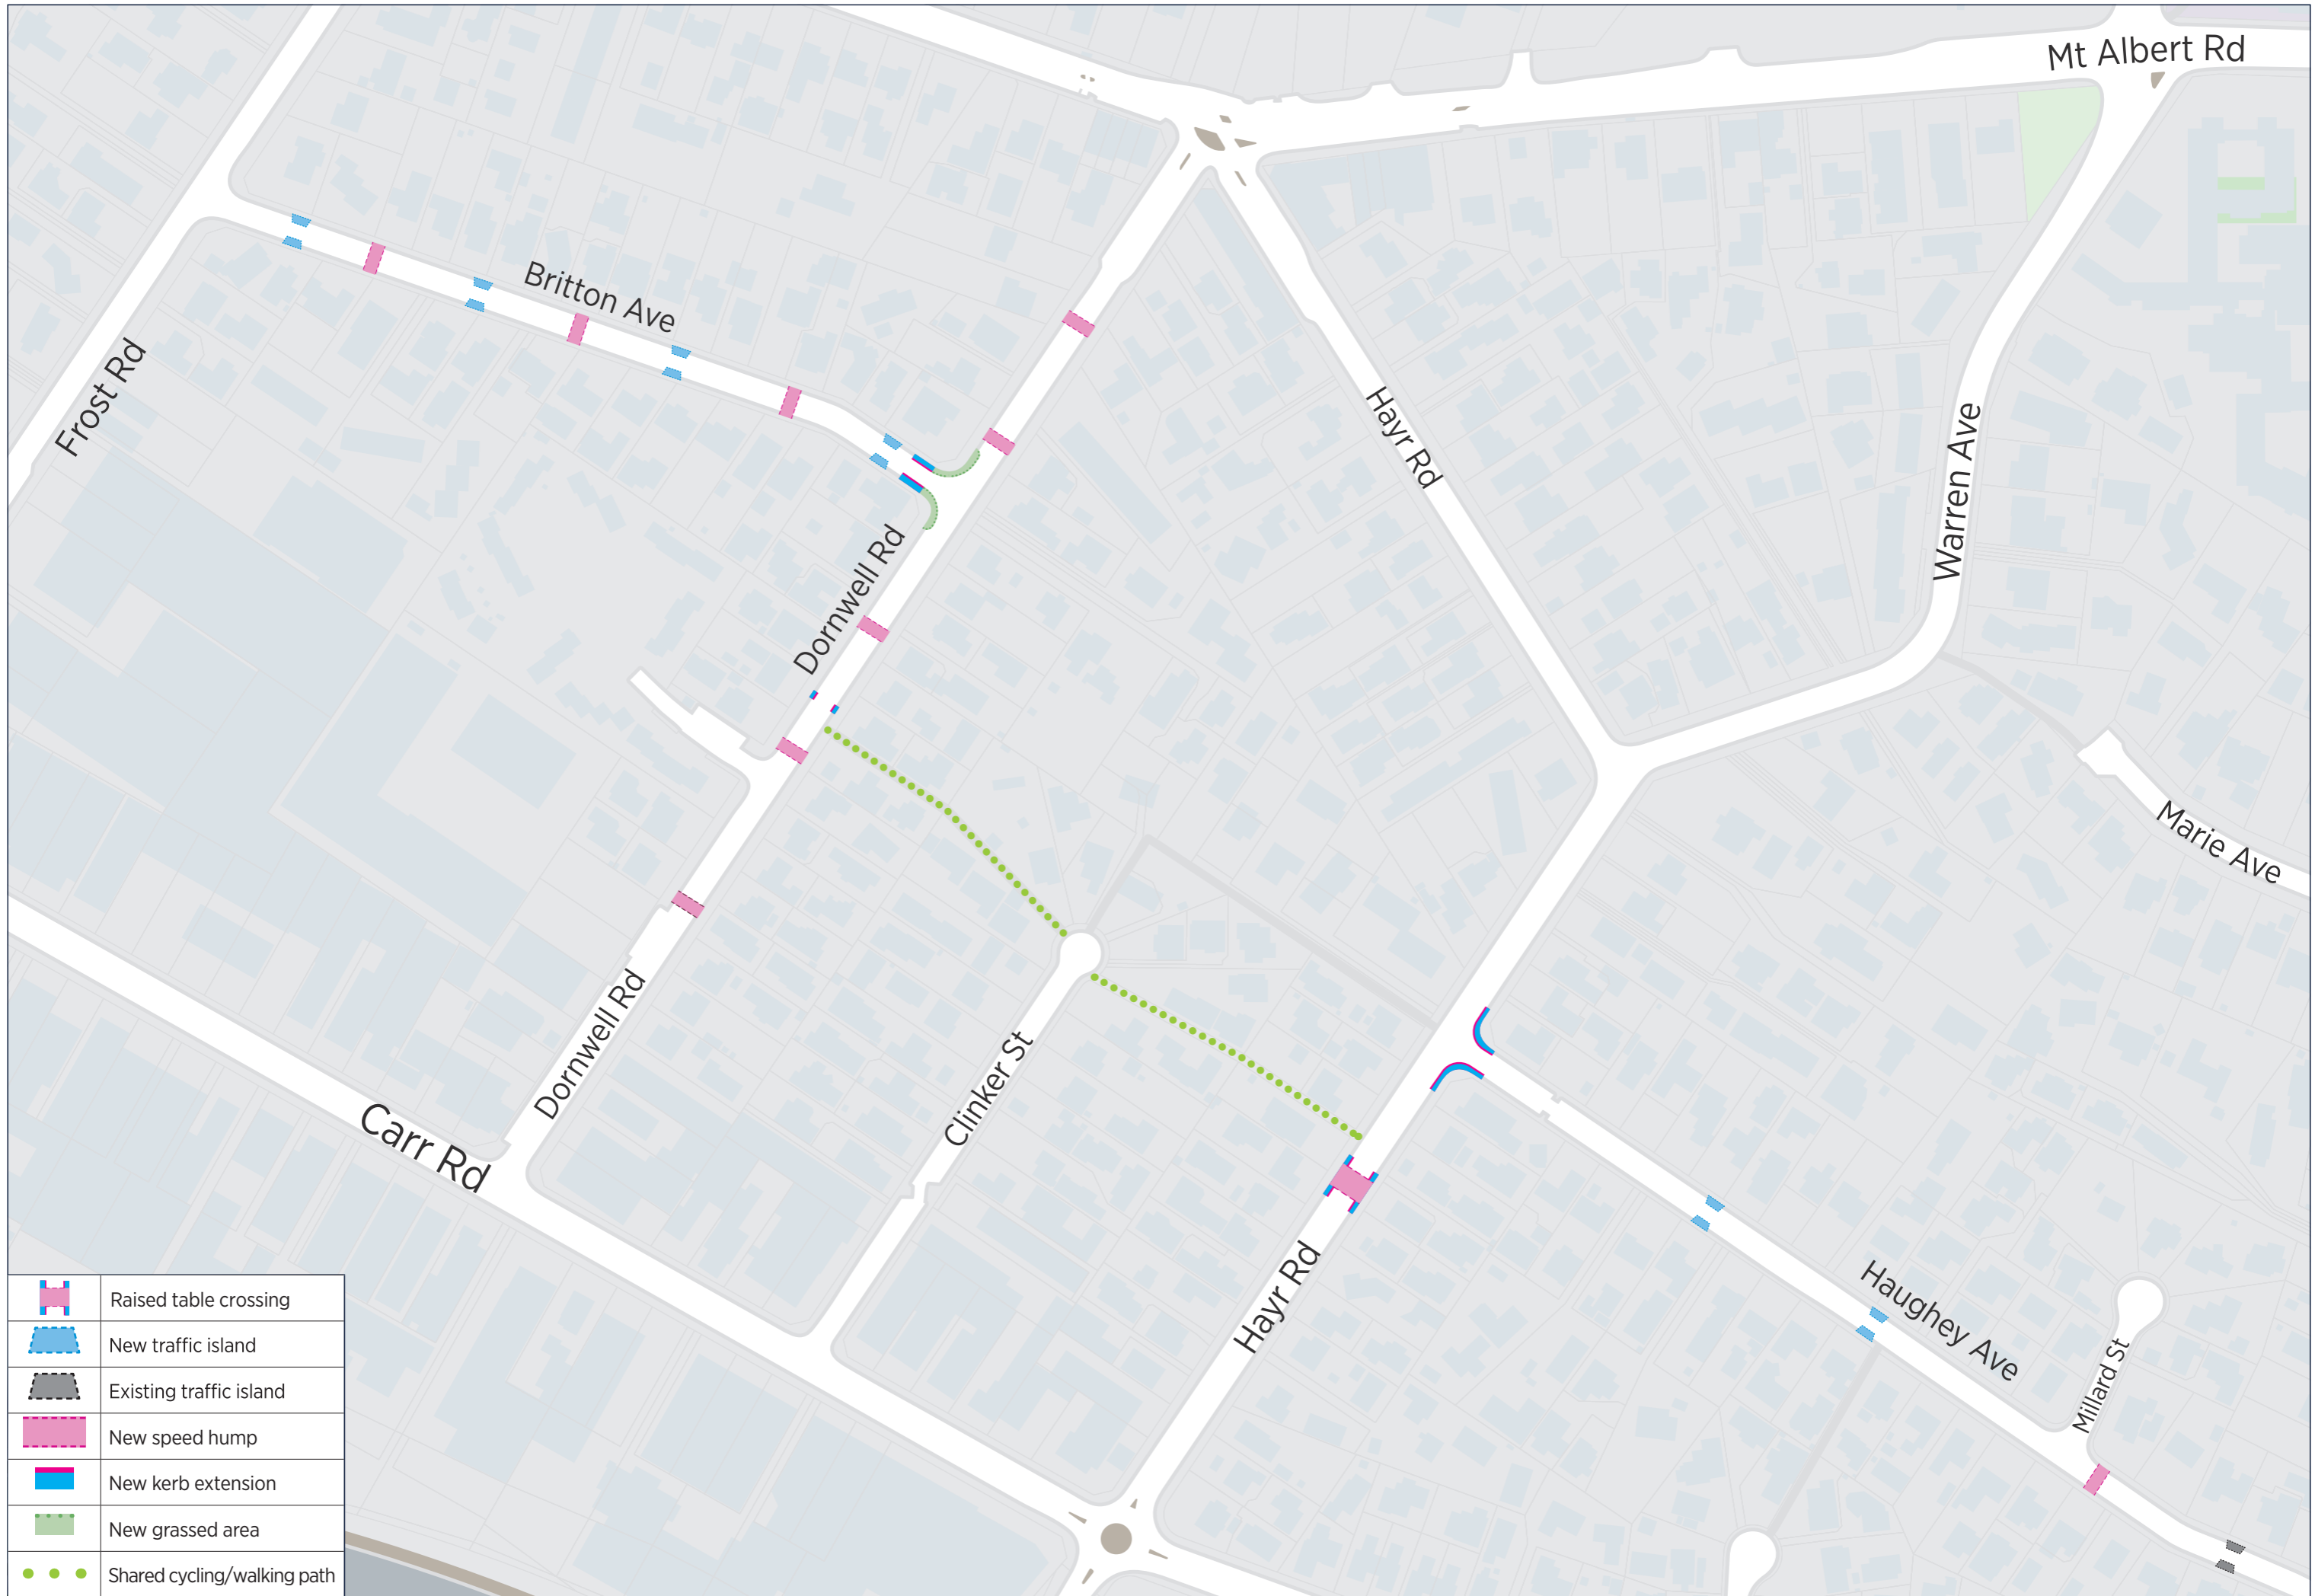 Mt Albert Rd
Britton Ave
Frost Rd
Hayr Rd
Warren Ave
Dornwell Rd
Marie Ave
Dornwell Rd
Clinker St
Carr Rd
Hayr Rd
Haughey Ave
Millard St
Raised table crossing
New traffic island
Existing traffic island
New speed hump
New kerb extension
New grassed area
Shared cycling/walking path